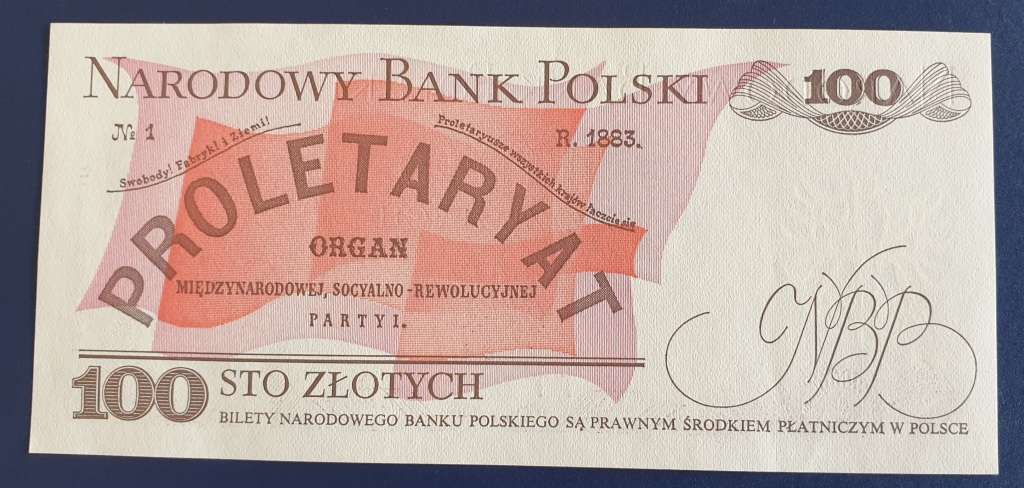 NARODOWY BANK POLSKI 100
№ 1
R. 1883.
Swobody! Fabryki i Ziemi!
Proletaryusze wszystkich krajów łączcie się
PROLETARYAT
ORGAN
MIĘDZYNARODOWEJ, SOCYALNO-REWOLUCYJNEJ
PARTYI.
100 STO ZŁOTYCH
BILETY NARODOWEGO BANKU POLSKIEGO SĄ PRAWNYM ŚRODKIEM PŁATNICZYM W POLSCE
NBP